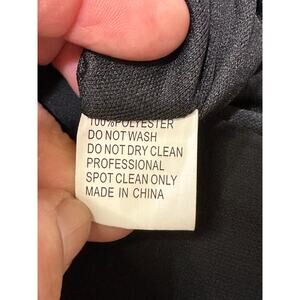 100%POLYESTER
DO NOT WASH
DO NOT DRY CLEAN
PROFESSIONAL
SPOT CLEAN ONLY
MADE IN CHINA